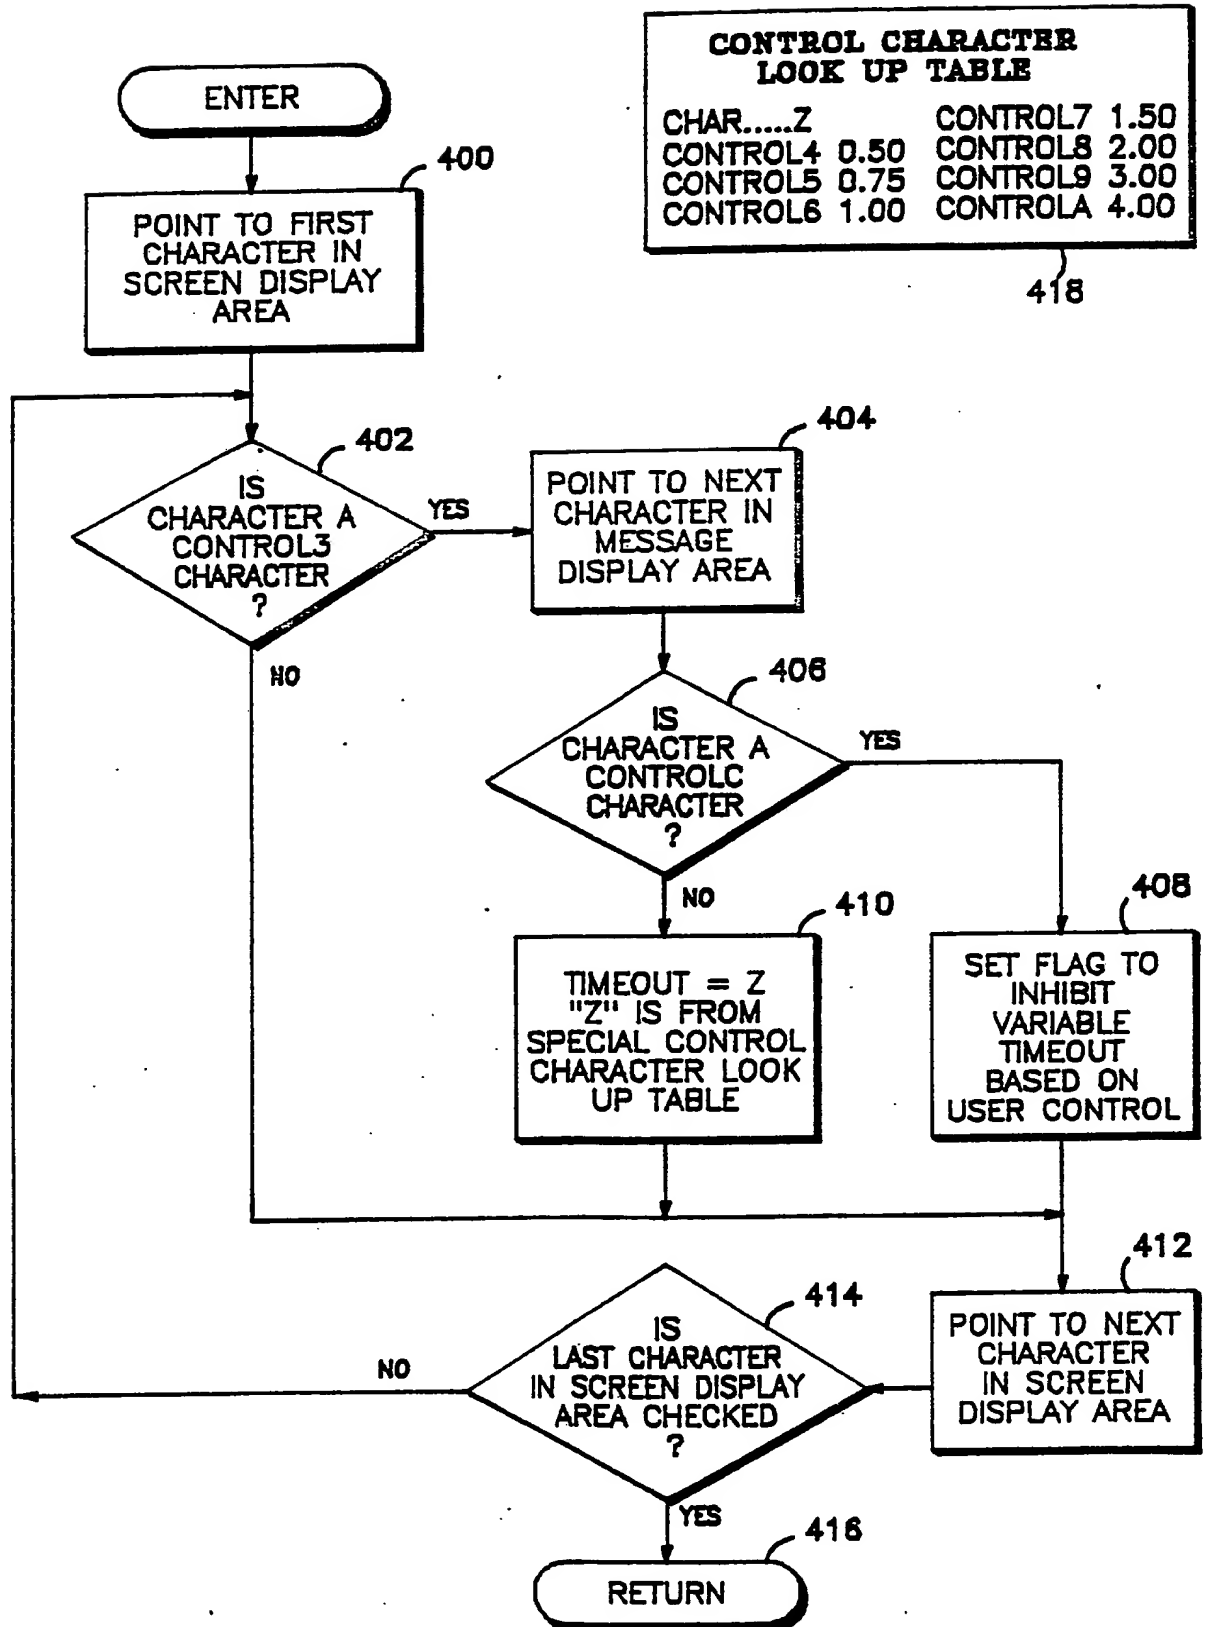 CONTROL CHARACTER
LOOK UP TABLE
CHAR.....Z
CONTROL4 0.50
CONTROL5 0.75
CONTROL6 1.00
CONTROL7 1.50
CONTROL8 2.00
CONTROL9 3.00
CONTROLA 4.00
418
ENTER
400
POINT TO FIRST
CHARACTER IN
SCREEN DISPLAY
AREA
402
IS
CHARACTER A
CONTROL3
CHARACTER
?
YES
NO
404
POINT TO NEXT
CHARACTER IN
MESSAGE
DISPLAY AREA
406
IS
CHARACTER A
CONTROLC
CHARACTER
?
YES
NO
408
SET FLAG TO
INHIBIT
VARIABLE
TIMEOUT
BASED ON
USER CONTROL
410
TIMEOUT = Z
"Z" IS FROM
SPECIAL CONTROL
CHARACTER LOOK
UP TABLE
412
POINT TO NEXT
CHARACTER
IN SCREEN
DISPLAY AREA
414
IS
LAST CHARACTER
IN SCREEN DISPLAY
AREA CHECKED
?
NO
YES
416
RETURN